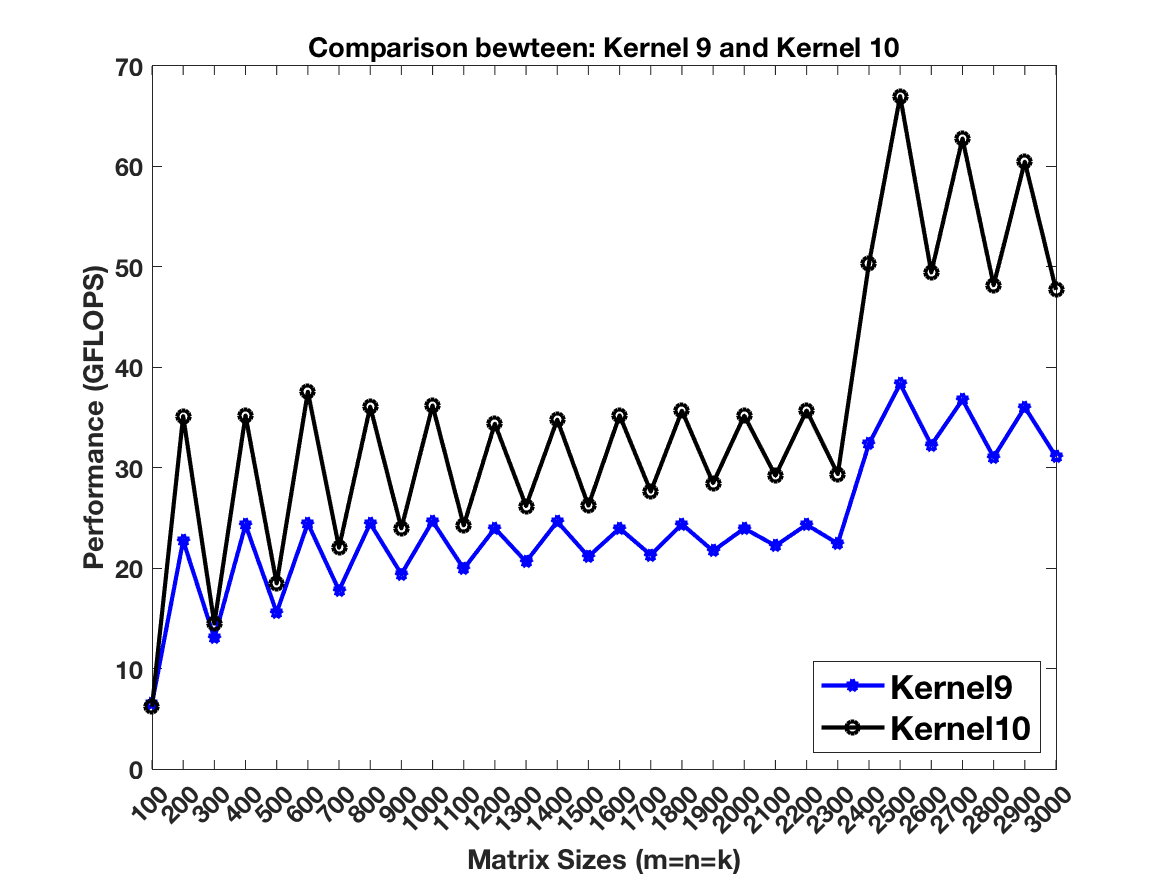 Comparison bewteen: Kernel 9 and Kernel 10
70
60
50
40
30
20
10
0
Performance (GFLOPS)
100 200 300 400 500 600 700 800 900 1000 1100 1200 1300 1400 1500 1600 1700 1800 1900 2000 2100 2200 2300 2400 2500 2600 2700 2800 2900 3000
Matrix Sizes (m=n=k)
Kernel9
Kernel10